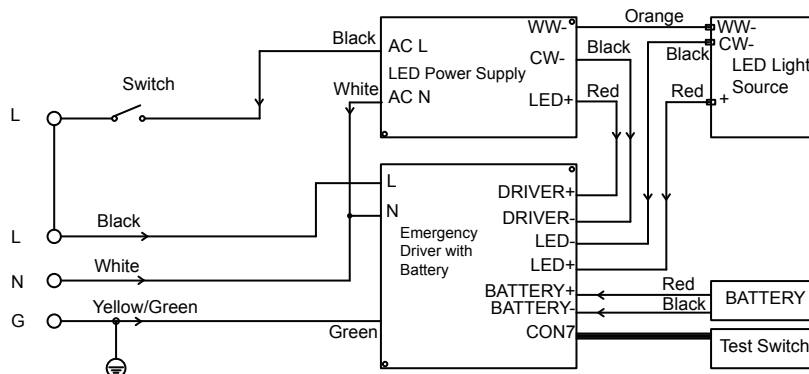 Orange
Black
AC L
WW-
WW-
LED Power Supply
CW-
Black
Black
CW-
LED Light
Source
Switch
White
AC N
LED+
Red
Red
+
L
L
DRIVER+
N
DRIVER-
Emergency
Driver with
Battery
LED-
LED+
L
Black
N
White
BATTERY+
Red
BATTERY-
Black
BATTERY
G
Yellow/Green
Green
CON7
Test Switch